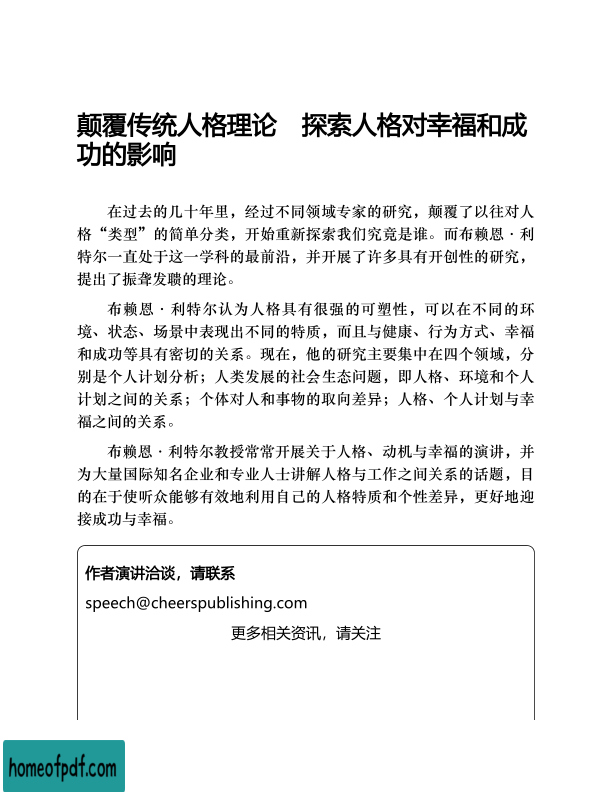 颠覆传统人格理论　探索人格对幸福和成
功的影响
在过去的几十年里，经过不同领域专家的研究，颠覆了以往对人
格“类型”的简单分类，开始重新探索我们究竟是谁。而布赖恩·利
特尔一直处于这一学科的最前沿，并开展了许多具有开创性的研究，
提出了振聋发聩的理论。
布赖恩·利特尔认为人格具有很强的可塑性，可以在不同的环
境、状态、场景中表现出不同的特质，而且与健康、行为方式、幸福
和成功等具有密切的关系。现在，他的研究主要集中在四个领域，分
别是个人计划分析；人类发展的社会生态问题，即人格、环境和个人
计划之间的关系；个体对人和事物的取向差异；人格、个人计划与幸
福之间的关系。
布赖恩·利特尔教授常常开展关于人格、动机与幸福的演讲，并
为大量国际知名企业和专业人士讲解人格与工作之间关系的话题，目
的在于使听众能够有效地利用自己的人格特质和个性差异，更好地迎
接成功与幸福。
作者演讲洽谈，请联系
speech@cheerspublishing.com
更多相关资讯，请关注
homeofpdf.com